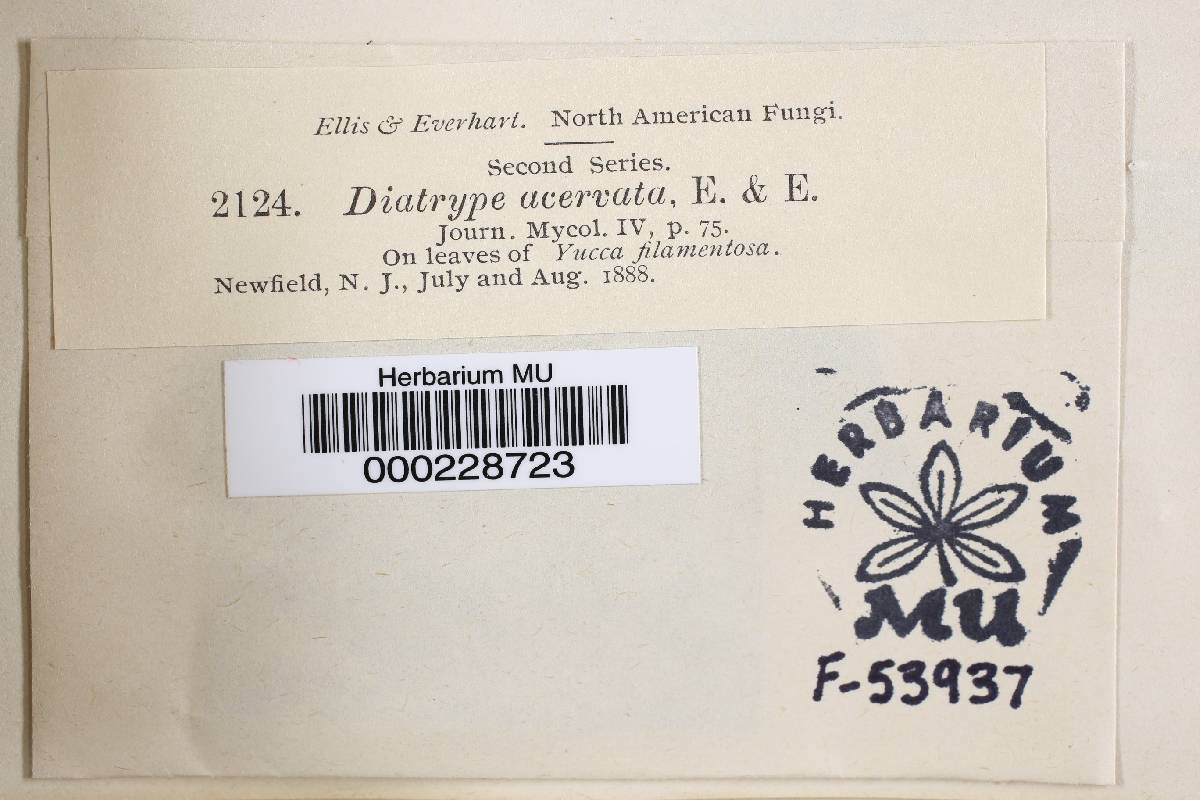 Ellis & Everhart. North American Fungi.
Second Series.
2124. Diatrype acervata, E. & E.
Journ. Mycol. IV, p. 75.
On leaves of Yucca filamentosa.
Newfield, N. J., July and Aug. 1888.
Herbarium MU
000228723
HERBARIUM
MU
F-53937